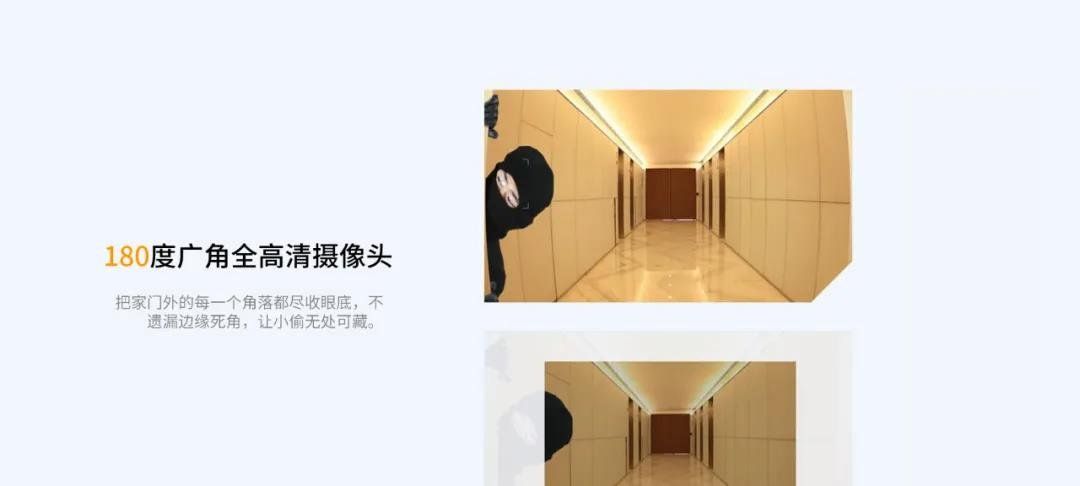 180度广角全高清摄像头
把家门外的每一个角落都尽收眼底，不
遗漏边缘死角，让小偷无处可藏。